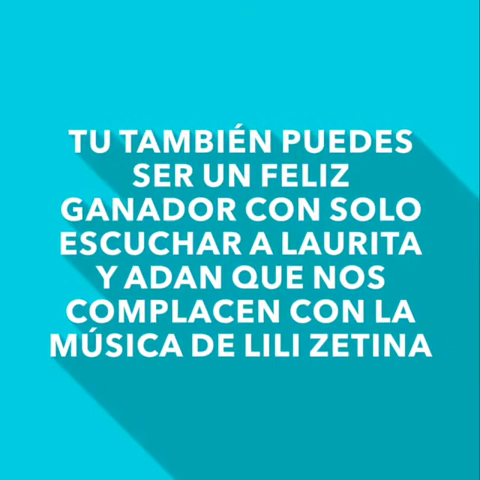 TU TAMBIÉN PUEDES
SER UN FELIZ
GANADOR CON SOLO
ESCUCHAR A LAURITA
Y ADAN QUE NOS
COMPLACEN CON LA
MÚSICA DE LILI ZETINA